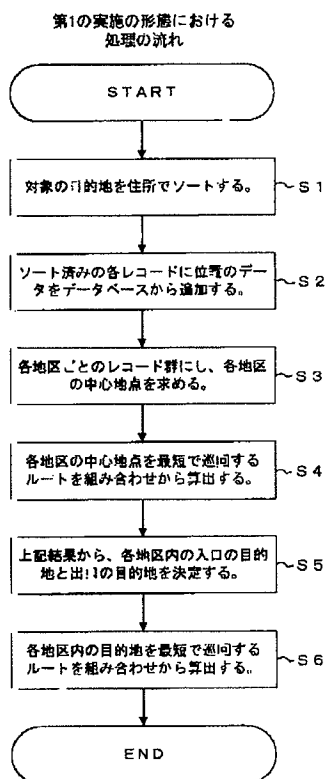 第1の実施の形態における
処理の流れ
START
対象の目的地を住所でソートする。
S1
ソート済みの各レコードに位置のデー
タをデータベースから追加する。
S2
各地区ごとのレコード群にし、各地区
の中心地点を求める。
S3
各地区の中心地点を最短で巡回する
ルートを組み合わせから算出する。
S4
上記結果から、各地区内の入口の目的
地と出口の目的地を決定する。
S5
各地区内の目的地を最短で巡回する
ルートを組み合わせから算出する。
S6
END